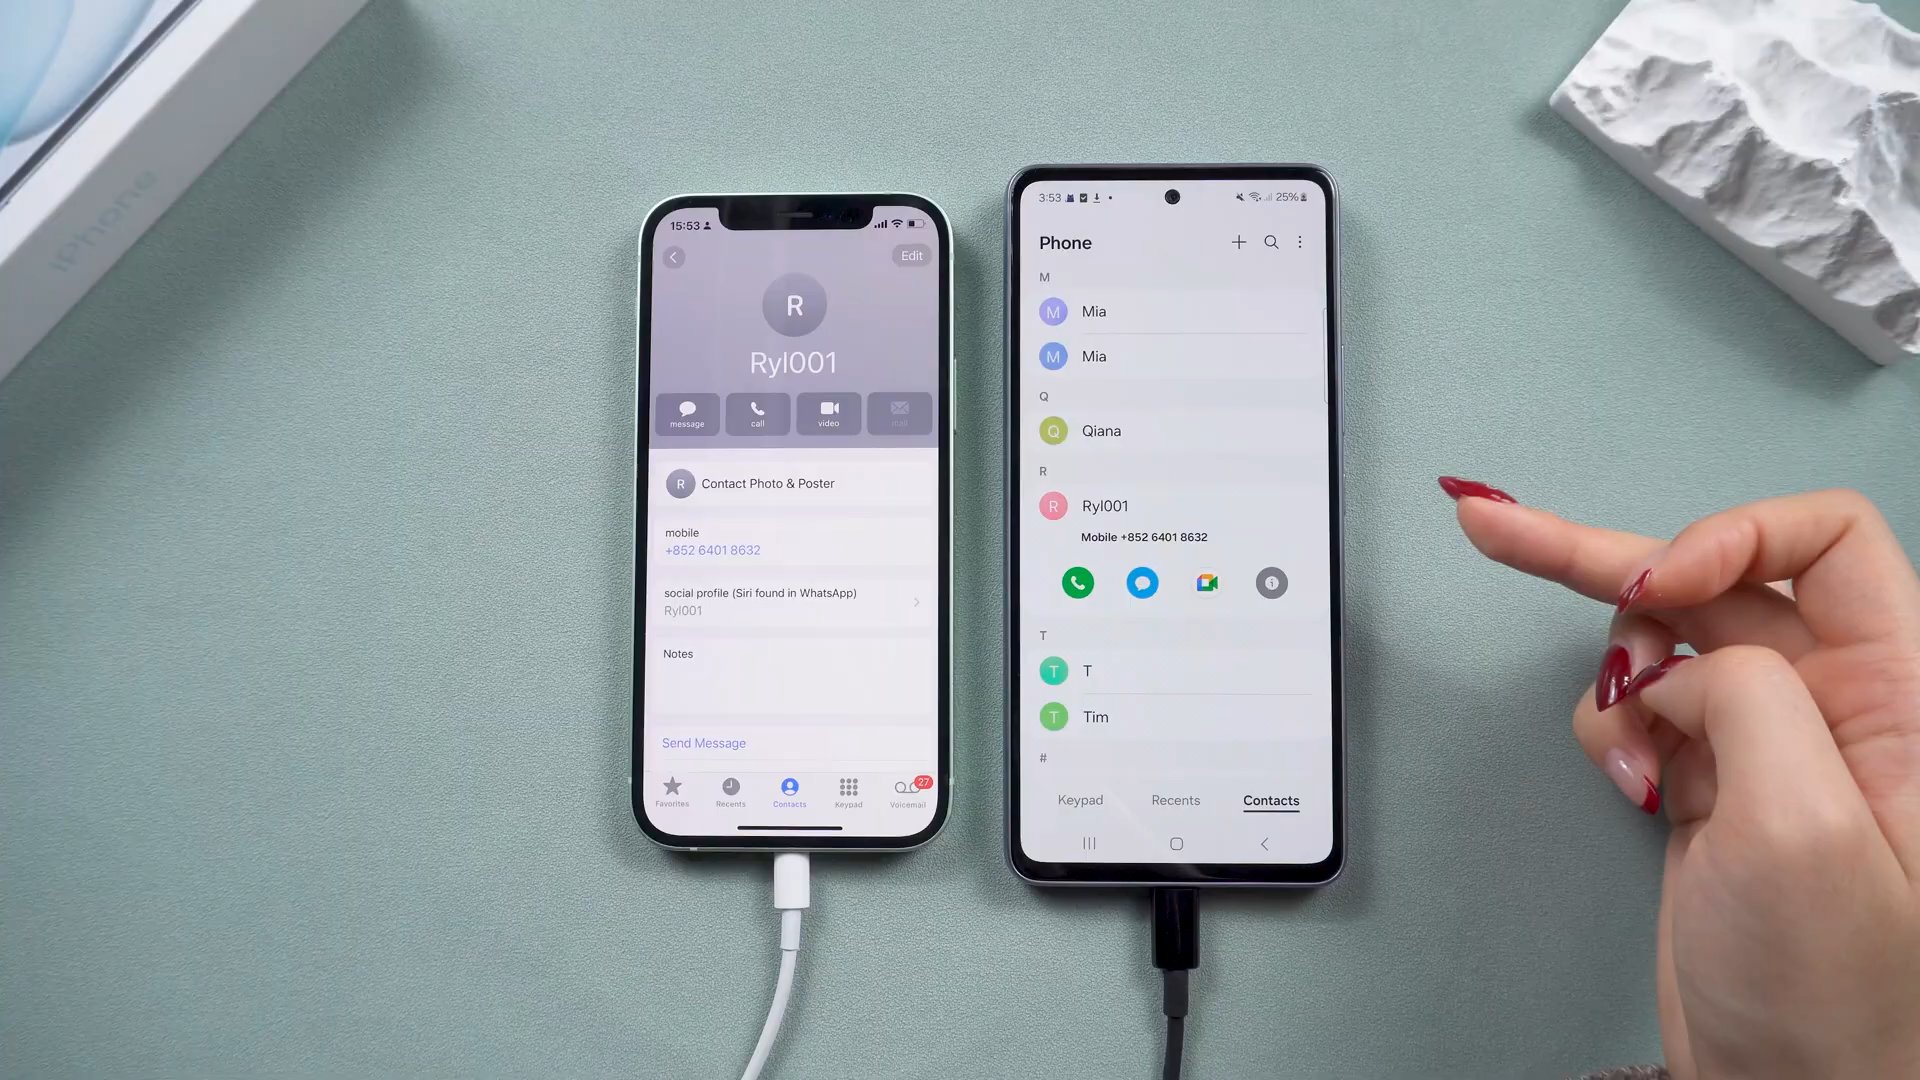 iPhone
15:53
Edit
R
Ryl001
message
call
video
mail
R
Contact Photo & Poster
mobile
+852 6401 8632
social profile (Siri found in WhatsApp)
Ryl001
Notes
Send Message
Favorites
Recents
Contacts
Keypad
27
Voicemail
3:53
25%
Phone
M
M
Mia
M
Mia
Q
Q
Qiana
R
R
Ryl001
Mobile +852 6401 8632
T
T
T
T
Tim
#
Keypad
Recents
Contacts